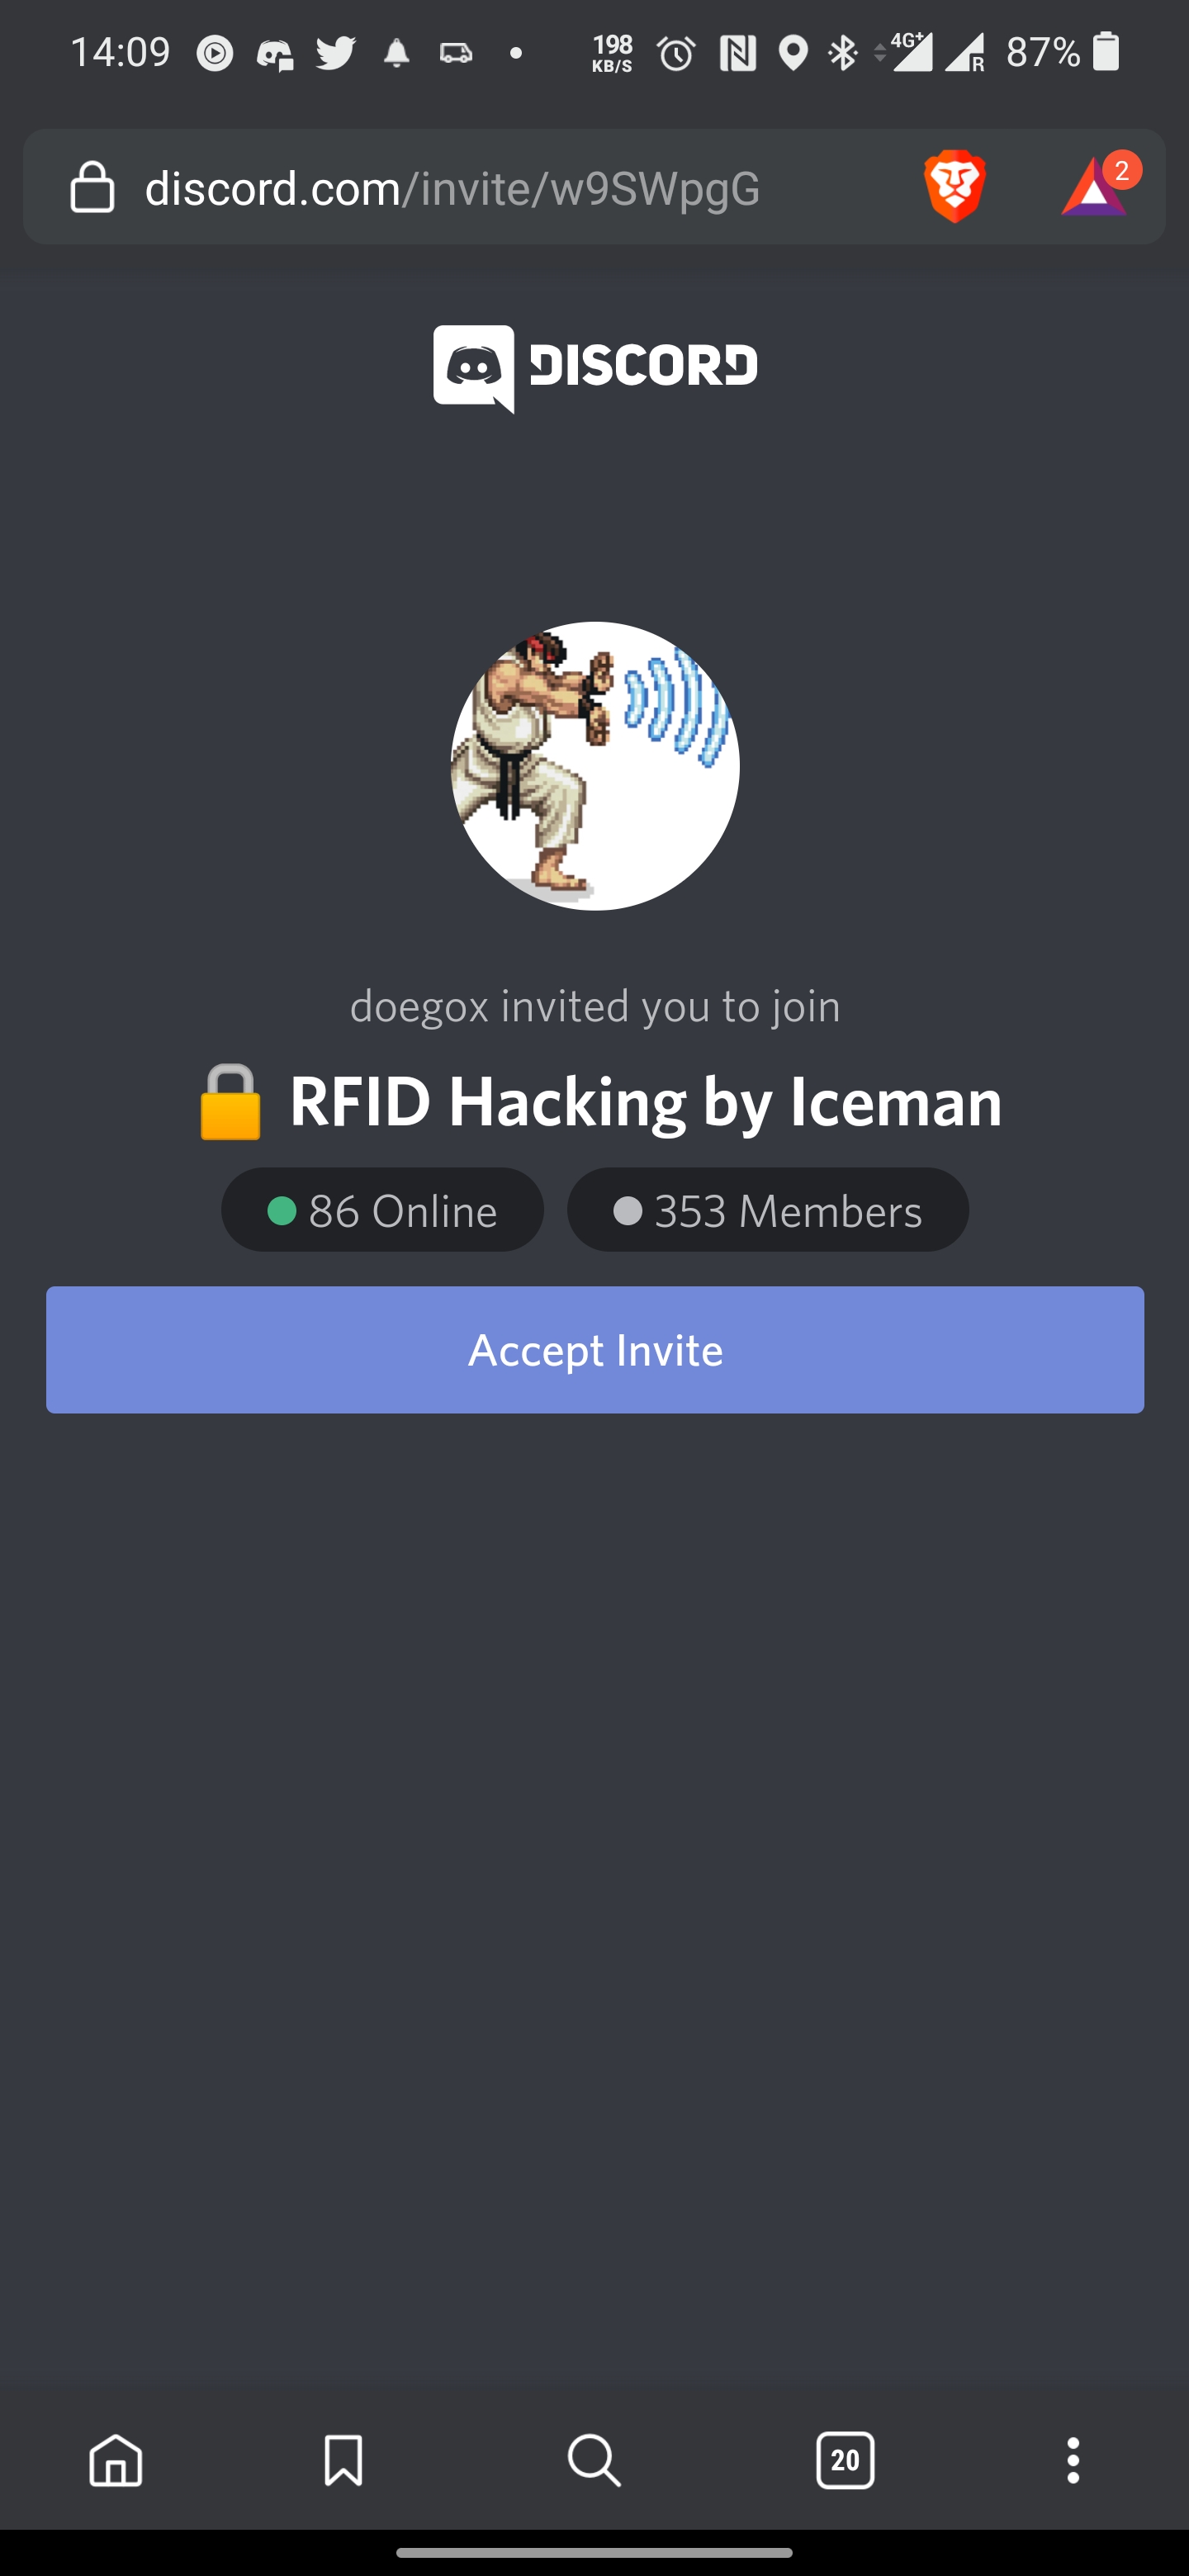 14:09 198 KB/S 4G+ R 87%
discord.com/invite/w9SWpgG 2
DISCORD
doegox invited you to join
🔒 RFID Hacking by Iceman
86 Online 353 Members
Accept Invite
20